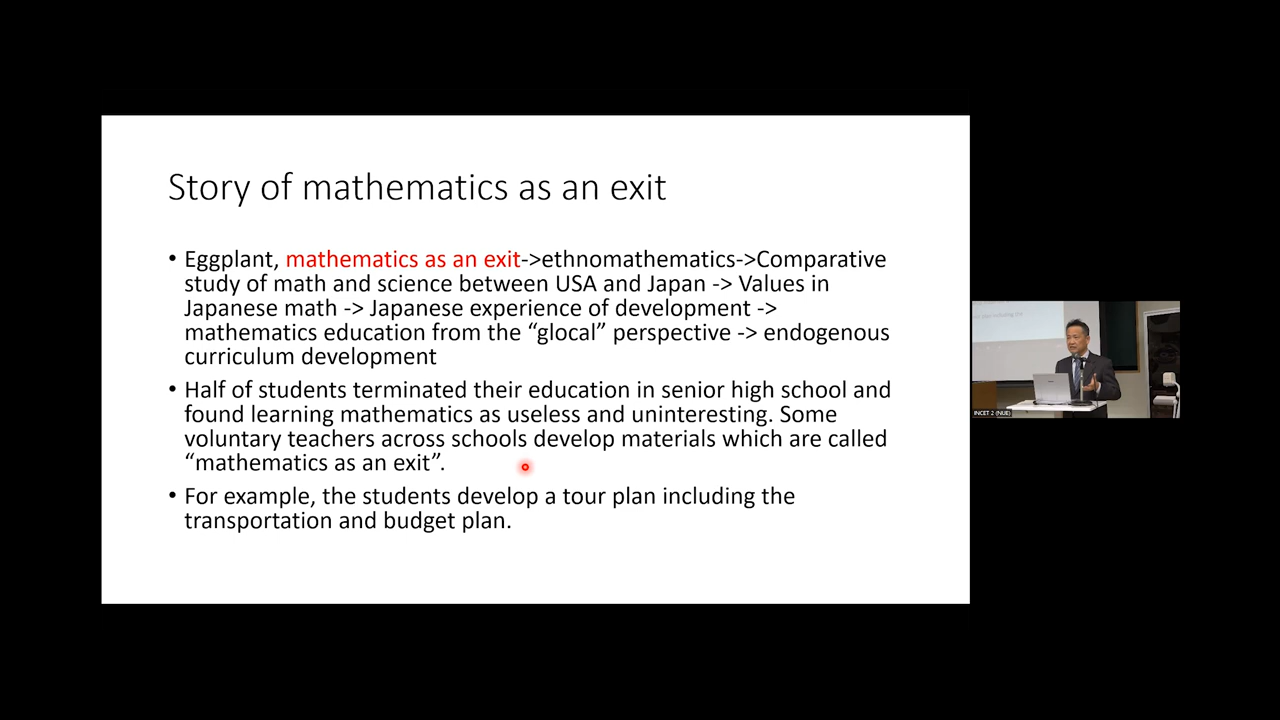 Story of mathematics as an exit
• Eggplant, mathematics as an exit->ethnomathematics->Comparative
study of math and science between USA and Japan -> Values in
Japanese math -> Japanese experience of development ->
mathematics education from the “glocal” perspective -> endogenous
curriculum development
• Half of students terminated their education in senior high school and
found learning mathematics as useless and uninteresting. Some
voluntary teachers across schools develop materials which are called
“mathematics as an exit”.
• For example, the students develop a tour plan including the
transportation and budget plan.
INCET 2 (NUE)